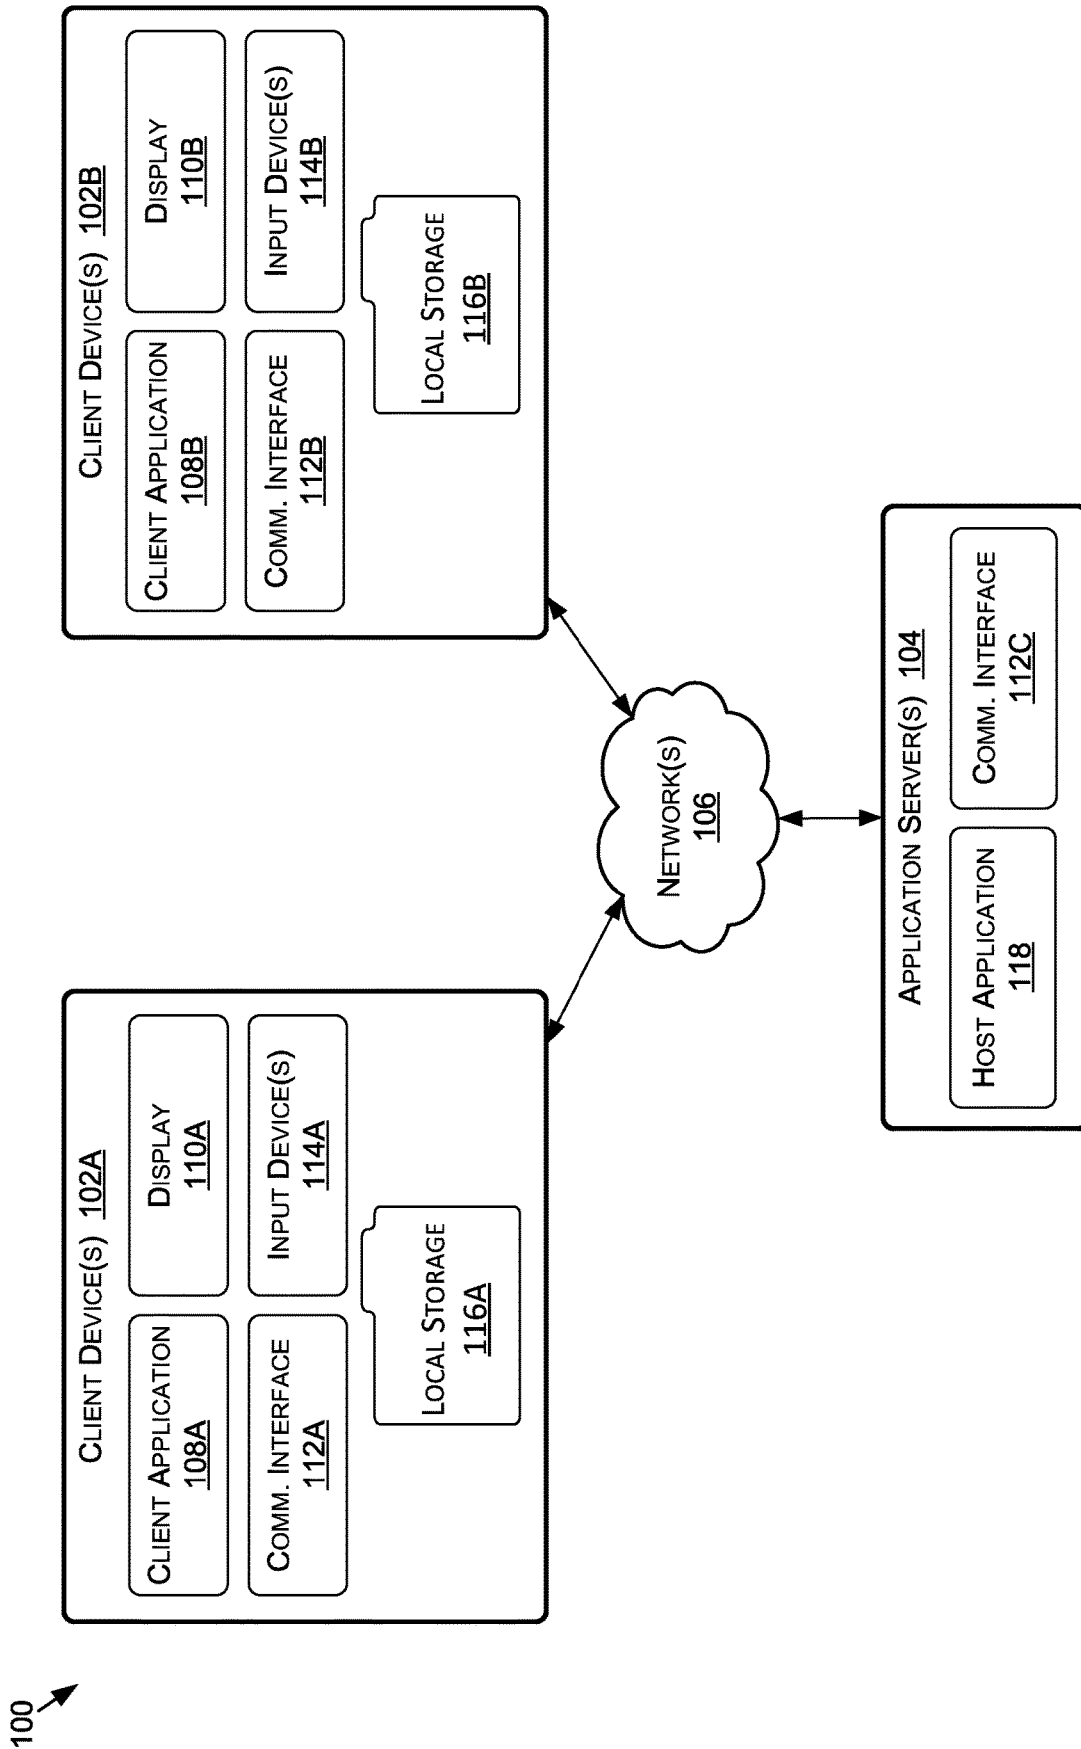 100
CLIENT DEVICE(S) 102A
CLIENT APPLICATION
108A
DISPLAY
110A
COMM. INTERFACE
112A
INPUT DEVICE(S)
114A
LOCAL STORAGE
116A
CLIENT DEVICE(S) 102B
CLIENT APPLICATION
108B
DISPLAY
110B
COMM. INTERFACE
112B
INPUT DEVICE(S)
114B
LOCAL STORAGE
116B
NETWORK(S)
106
APPLICATION SERVER(S) 104
HOST APPLICATION
118
COMM. INTERFACE
112C